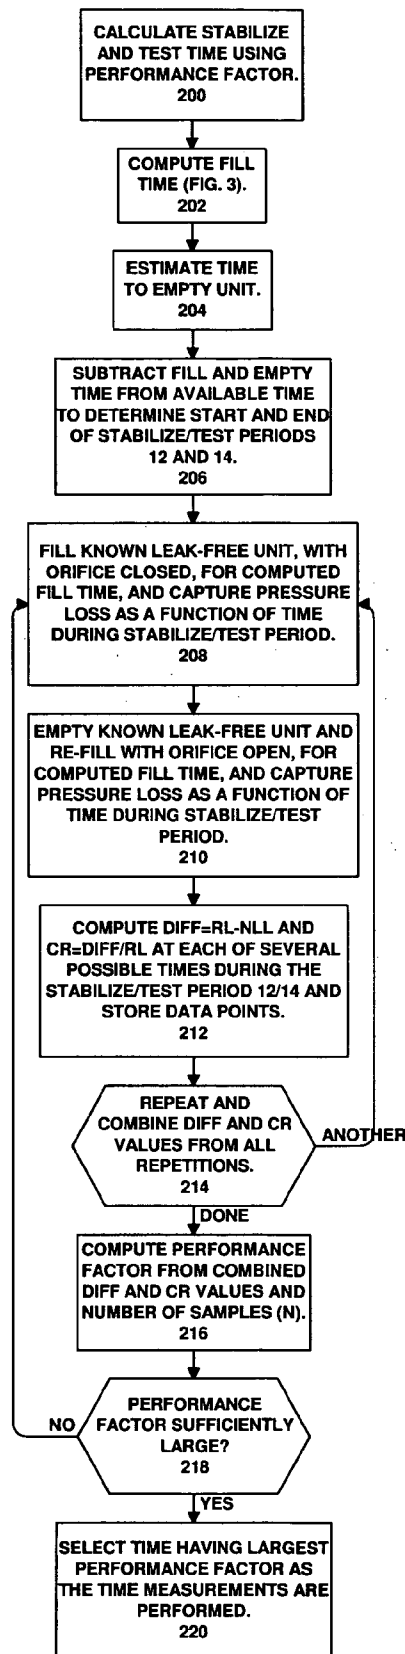 CALCULATE STABILIZE
AND TEST TIME USING
PERFORMANCE FACTOR.
200
COMPUTE FILL
TIME (FIG. 3).
202
ESTIMATE TIME
TO EMPTY UNIT.
204
SUBTRACT FILL AND EMPTY
TIME FROM AVAILABLE TIME
TO DETERMINE START AND END
OF STABILIZE/TEST PERIODS
12 AND 14.
206
FILL KNOWN LEAK-FREE UNIT, WITH
ORIFICE CLOSED, FOR COMPUTED
FILL TIME, AND CAPTURE PRESSURE
LOSS AS A FUNCTION OF TIME
DURING STABILIZE/TEST PERIOD.
208
EMPTY KNOWN LEAK-FREE UNIT AND
RE-FILL WITH ORIFICE OPEN, FOR
COMPUTED FILL TIME, AND CAPTURE
PRESSURE LOSS AS A FUNCTION OF
TIME DURING STABILIZE/TEST
PERIOD.
210
COMPUTE DIFF=RL-NLL AND
CR=DIFF/RL AT EACH OF SEVERAL
POSSIBLE TIMES DURING THE
STABILIZE/TEST PERIOD 12/14 AND
STORE DATA POINTS.
212
REPEAT AND
COMBINE DIFF AND CR
VALUES FROM ALL
REPETITIONS.
214
ANOTHER
DONE
COMPUTE PERFORMANCE
FACTOR FROM COMBINED
DIFF AND CR VALUES AND
NUMBER OF SAMPLES (N).
216
PERFORMANCE
FACTOR SUFFICIENTLY
LARGE?
218
NO
YES
SELECT TIME HAVING LARGEST
PERFORMANCE FACTOR AS
THE TIME MEASUREMENTS ARE
PERFORMED.
220